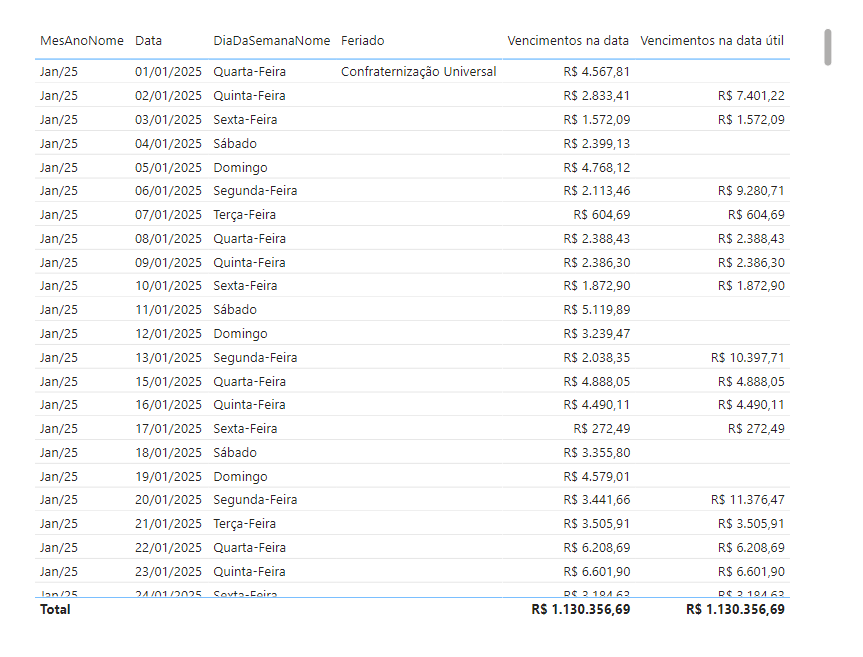 MesAnoNome Data DiaDaSemanaNome Feriado Vencimentos na data Vencimentos na data útil
Jan/25 01/01/2025 Quarta-Feira Confraternização Universal R$ 4.567,81
Jan/25 02/01/2025 Quinta-Feira R$ 2.833,41 R$ 7.401,22
Jan/25 03/01/2025 Sexta-Feira R$ 1.572,09 R$ 1.572,09
Jan/25 04/01/2025 Sábado R$ 2.399,13
Jan/25 05/01/2025 Domingo R$ 4.768,12
Jan/25 06/01/2025 Segunda-Feira R$ 2.113,46 R$ 9.280,71
Jan/25 07/01/2025 Terça-Feira R$ 604,69 R$ 604,69
Jan/25 08/01/2025 Quarta-Feira R$ 2.388,43 R$ 2.388,43
Jan/25 09/01/2025 Quinta-Feira R$ 2.386,30 R$ 2.386,30
Jan/25 10/01/2025 Sexta-Feira R$ 1.872,90 R$ 1.872,90
Jan/25 11/01/2025 Sábado R$ 5.119,89
Jan/25 12/01/2025 Domingo R$ 3.239,47
Jan/25 13/01/2025 Segunda-Feira R$ 2.038,35 R$ 10.397,71
Jan/25 15/01/2025 Quarta-Feira R$ 4.888,05 R$ 4.888,05
Jan/25 16/01/2025 Quinta-Feira R$ 4.490,11 R$ 4.490,11
Jan/25 17/01/2025 Sexta-Feira R$ 272,49 R$ 272,49
Jan/25 18/01/2025 Sábado R$ 3.355,80
Jan/25 19/01/2025 Domingo R$ 4.579,01
Jan/25 20/01/2025 Segunda-Feira R$ 3.441,66 R$ 11.376,47
Jan/25 21/01/2025 Terça-Feira R$ 3.505,91 R$ 3.505,91
Jan/25 22/01/2025 Quarta-Feira R$ 6.208,69 R$ 6.208,69
Jan/25 23/01/2025 Quinta-Feira R$ 6.601,90 R$ 6.601,90
Jan/25 24/01/2025 Sexta-Feira R$ 3.184,63 R$ 3.184,63
Total R$ 1.130.356,69 R$ 1.130.356,69